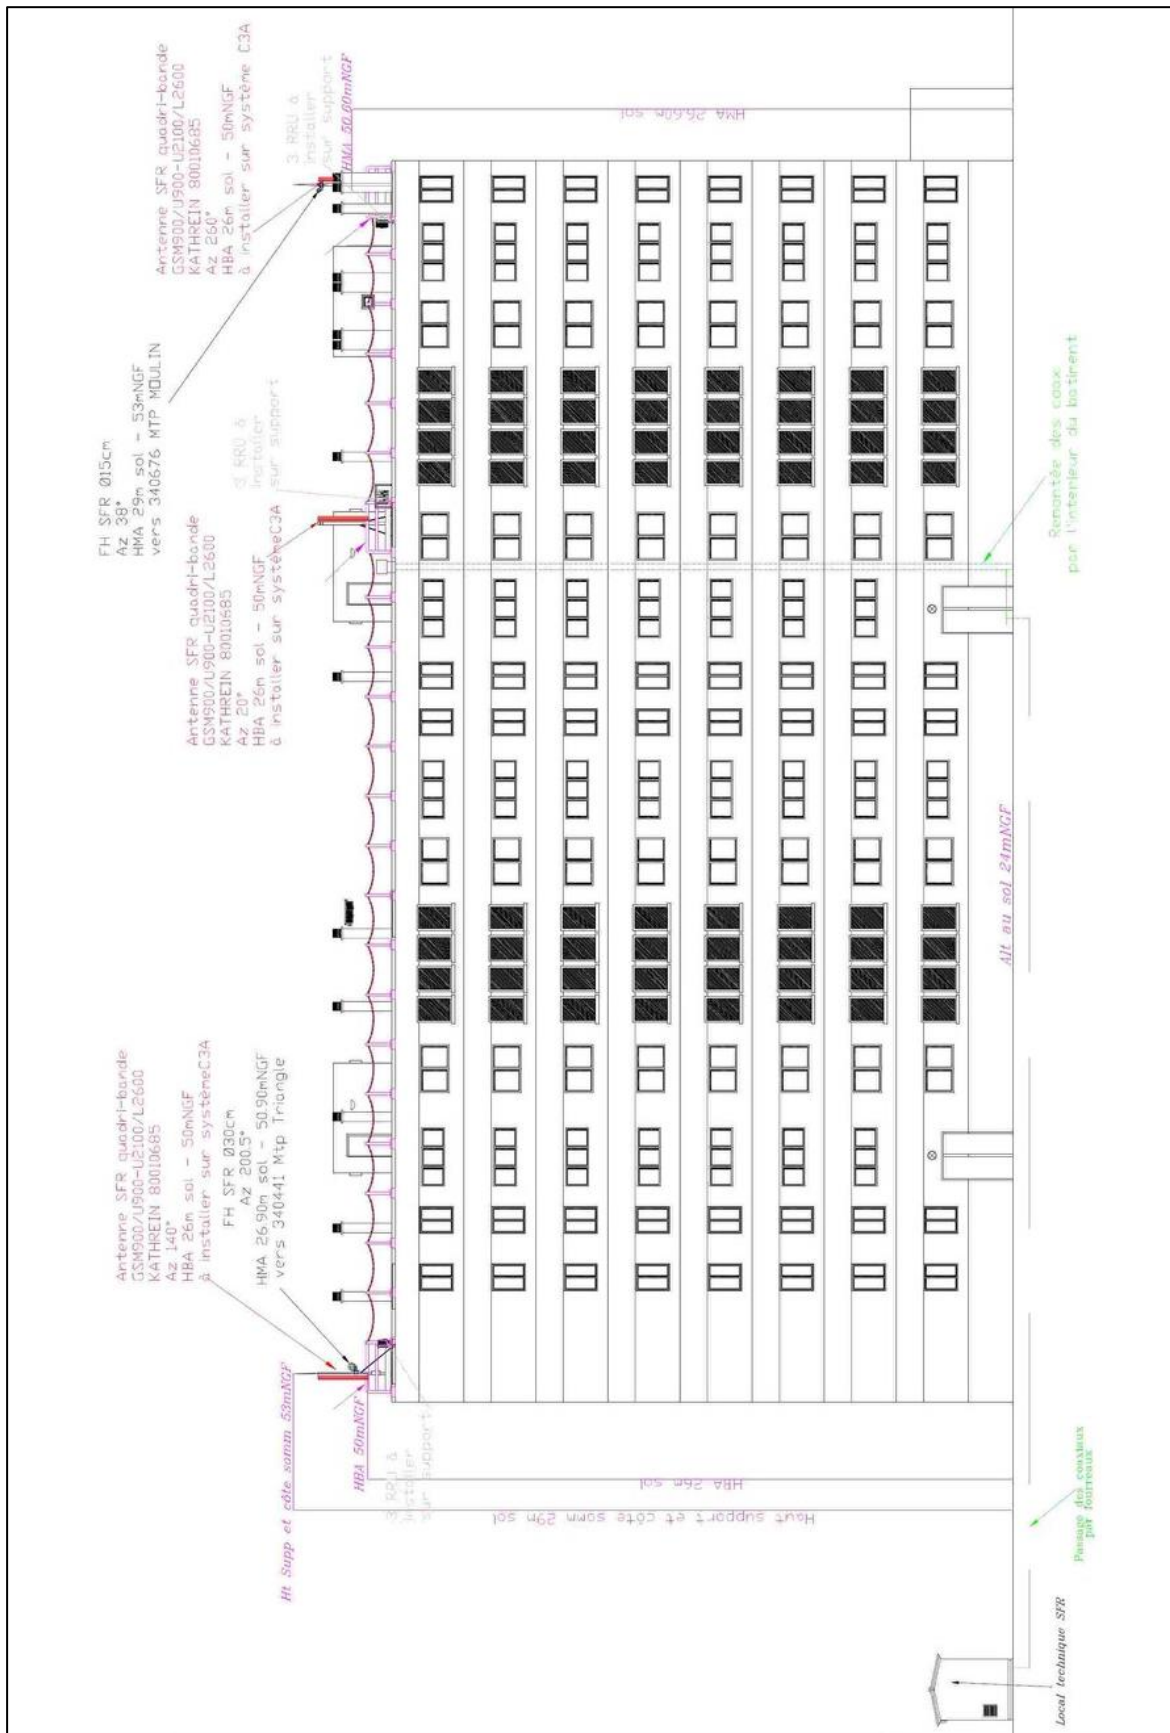 Antenne SFR quadri-bande
GSM900/U900-U2100/L2600
KATHREIN 80010685
Az 140°
HBA 26m sol - 50mNGF
à installer sur systèmeC3A
FH SFR Ø30cm
Az 200.5°
HMA 26.90m sol - 50.90mNGF
vers 340441 Mtp Triangle
Ht Supp et côte somm 53mNGF
HBA 50mNGF
3 RRU à
installer
sur support
HBA 26m sol
Haut support et côte somm 29m sol
Antenne SFR quadri-bande
GSM900/U900-U2100/L2600
KATHREIN 80010685
Az 20°
HBA 26m sol - 50mNGF
à installer sur systèmeC3A
3 RRU à
installer
sur support
FH SFR Ø15cm
Az 38°
HMA 29m sol - 53mNGF
vers 340676 MTP MOULIN
Antenne SFR quadri-bande
GSM900/U900-U2100/L2600
KATHREIN 80010685
Az 260°
HBA 26m sol - 50mNGF
à installer sur système C3A
3 RRU à
installer
sur support
HMA 50.60mNGF
HMA 26.60m sol
Alt au sol 24mNGF
Remontée des coax
par l'interieur du batiment
Passage des coaxiaux
par fourreaux
Local technique SFR